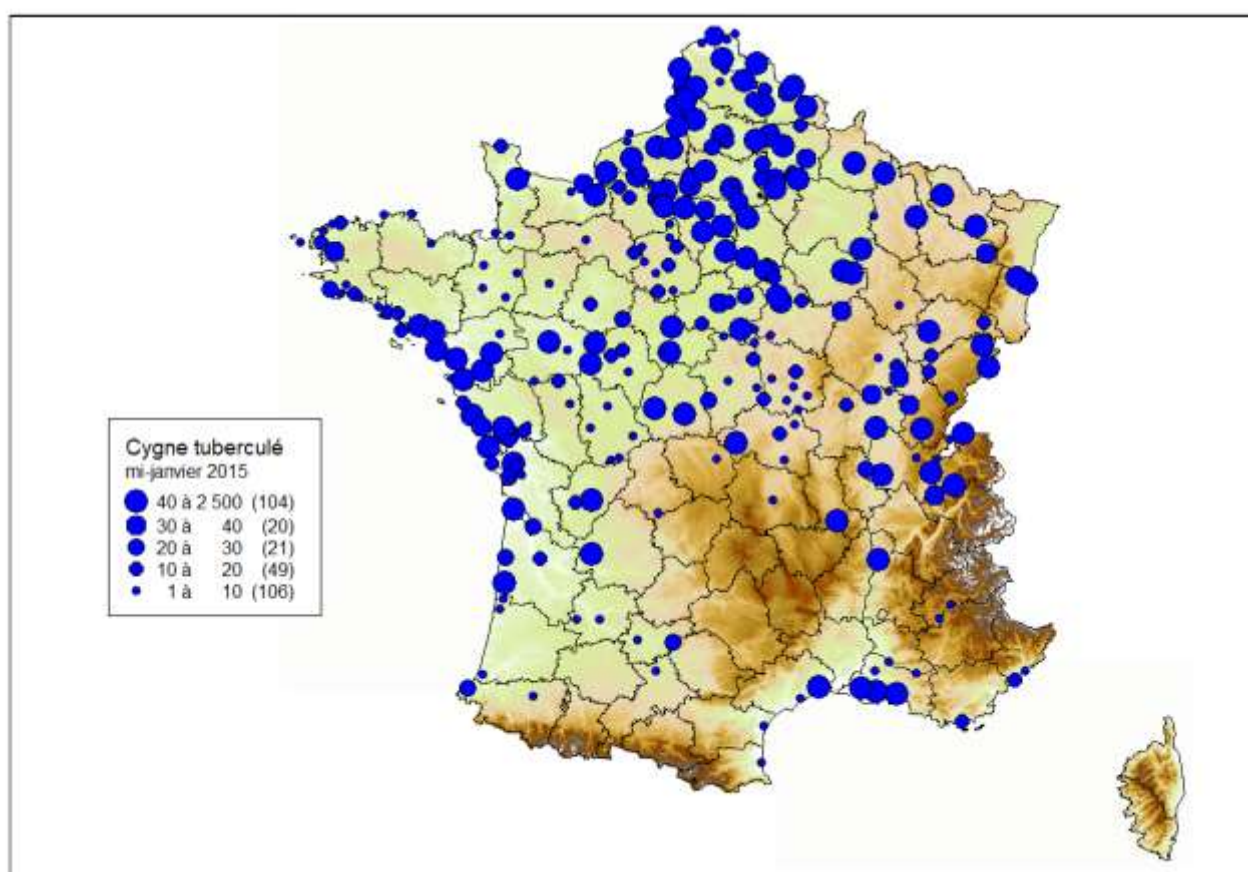 Cygne tuberculé
mi-janvier 2015
40 à 2 500 (104)
30 à 40 (20)
20 à 30 (21)
10 à 20 (49)
1 à 10 (106)